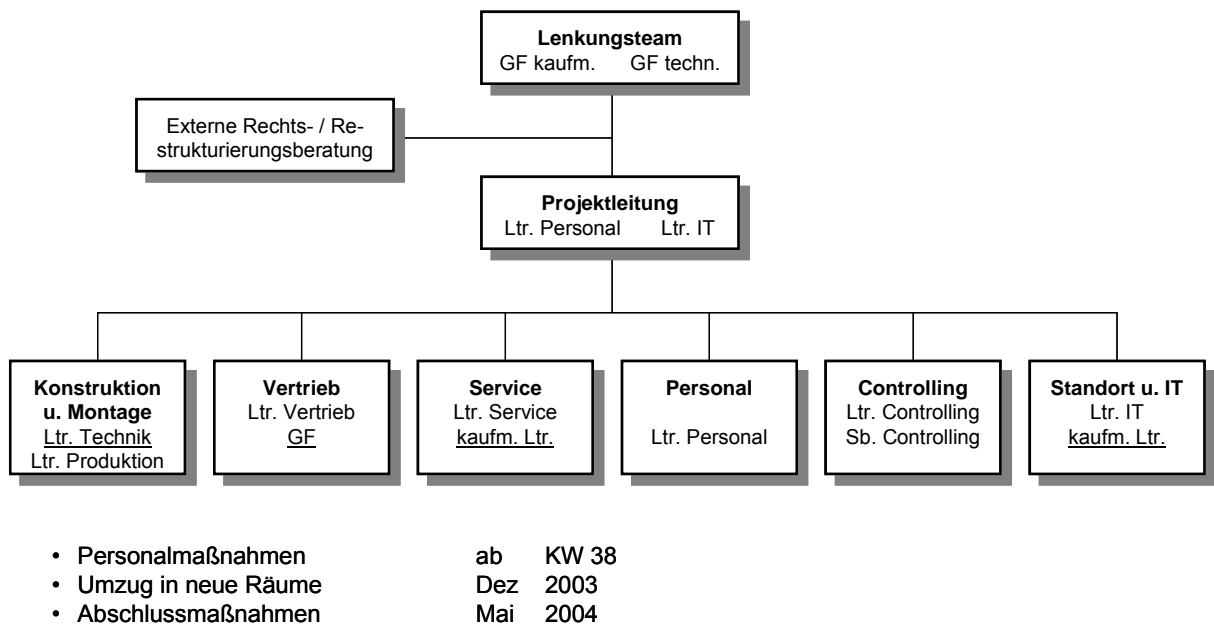 Lenkungsteam
GF kaufm. GF techn.
Externe Rechts- / Re-
strukturierungsberatung
Projektleitung
Ltr. Personal Ltr. IT
Konstruktion
u. Montage
Ltr. Technik
Ltr. Produktion
Vertrieb
Ltr. Vertrieb
GF
Service
Ltr. Service
kaufm. Ltr.
Personal
Ltr. Personal
Controlling
Ltr. Controlling
Sb. Controlling
Standort u. IT
Ltr. IT
kaufm. Ltr.
• Personalmaßnahmen ab KW 38
• Umzug in neue Räume Dez 2003
• Abschlussmaßnahmen Mai 2004